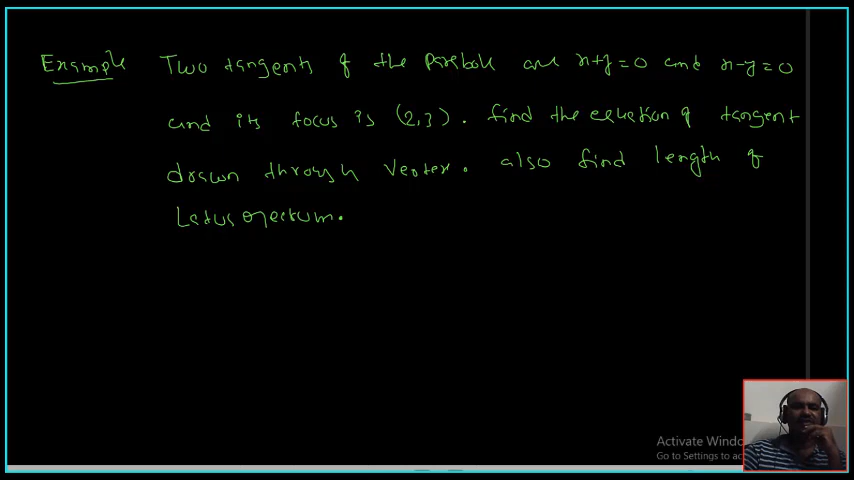 Example Two tangents of the parabola are x+y=0 and x-y=0
and its focus is (2,3). find the equation of tangent
drawn through vertex. also find length of
Latus rectum.
Activate Windo
Go to Settings to ac